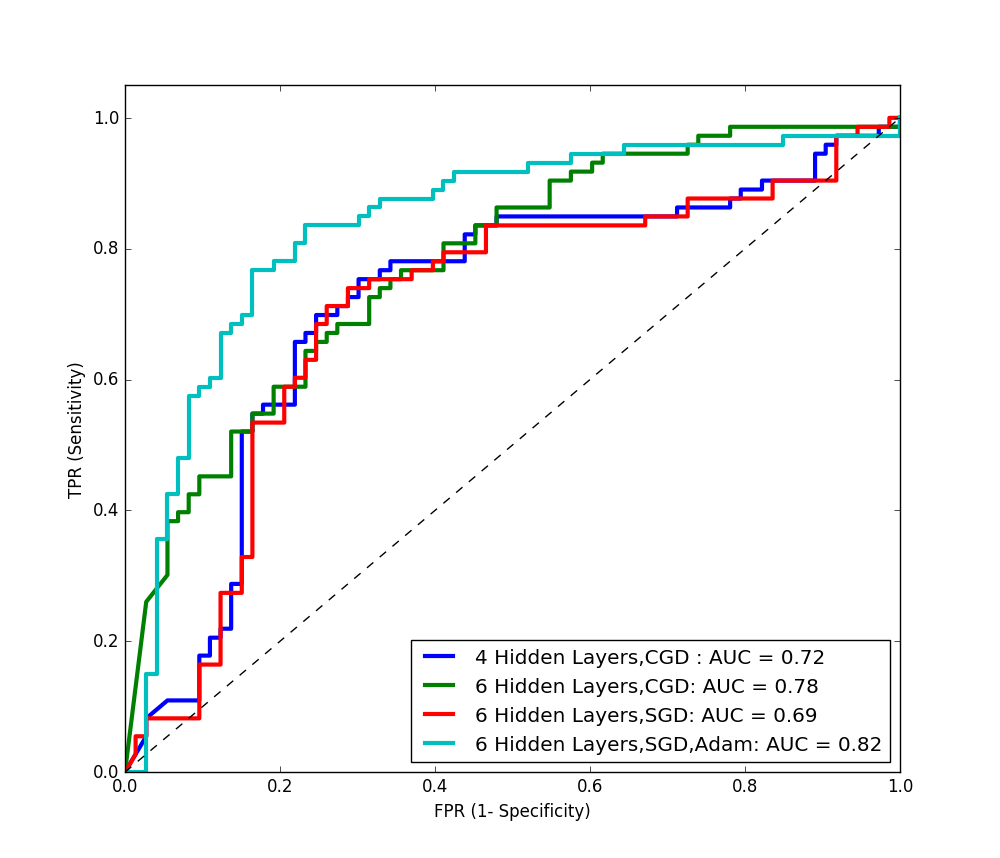 1.0
0.8
0.6
0.4
0.2
0.0
TPR (Sensitivity)
4 Hidden Layers,CGD : AUC = 0.72
6 Hidden Layers,CGD: AUC = 0.78
6 Hidden Layers,SGD: AUC = 0.69
6 Hidden Layers,SGD,Adam: AUC = 0.82
0.0 0.2 0.4 0.6 0.8 1.0
FPR (1- Specificity)